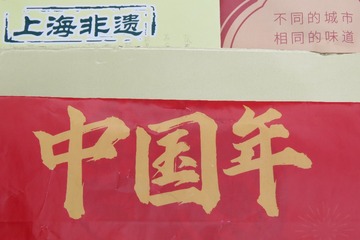 上海非遗
不同的城市
相同的味道
中国年